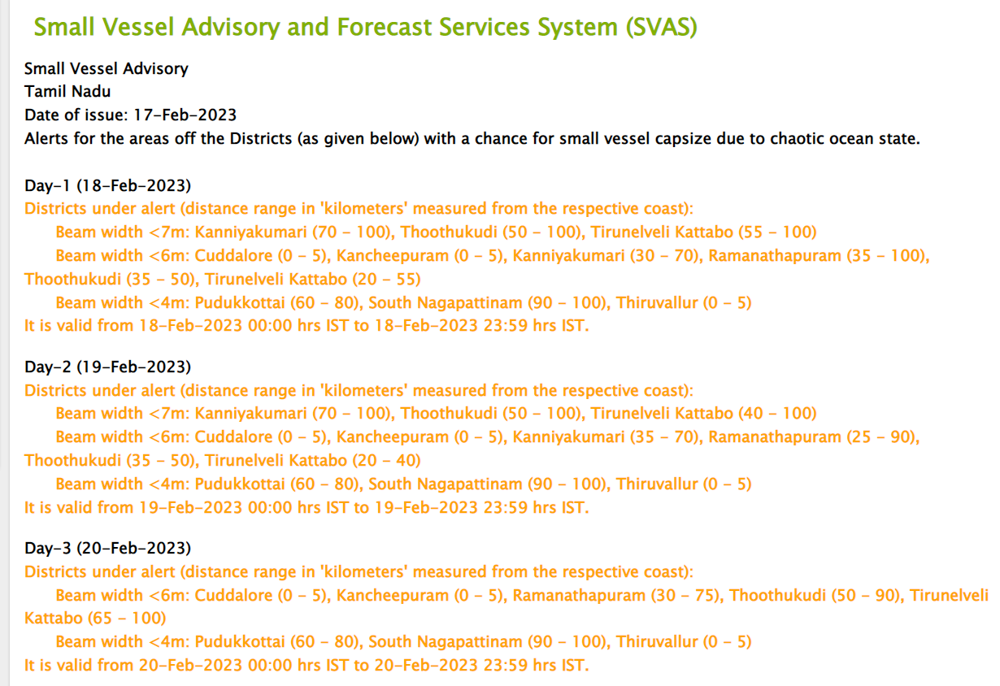 Small Vessel Advisory and Forecast Services System (SVAS)
Small Vessel Advisory
Tamil Nadu
Date of issue: 17-Feb-2023
Alerts for the areas off the Districts (as given below) with a chance for small vessel capsize due to chaotic ocean state.
Day-1 (18-Feb-2023)
Districts under alert (distance range in 'kilometers' measured from the respective coast):
Beam width <7m: Kanniyakumari (70 - 100), Thoothukudi (50 - 100), Tirunelveli Kattabo (55 - 100)
Beam width <6m: Cuddalore (0 - 5), Kancheepuram (0 - 5), Kanniyakumari (30 - 70), Ramanathapuram (35 - 100),
Thoothukudi (35 - 50), Tirunelveli Kattabo (20 - 55)
Beam width <4m: Pudukkottai (60 - 80), South Nagapattinam (90 - 100), Thiruvallur (0 - 5)
It is valid from 18-Feb-2023 00:00 hrs IST to 18-Feb-2023 23:59 hrs IST.
Day-2 (19-Feb-2023)
Districts under alert (distance range in 'kilometers' measured from the respective coast):
Beam width <7m: Kanniyakumari (70 - 100), Thoothukudi (50 - 100), Tirunelveli Kattabo (40 - 100)
Beam width <6m: Cuddalore (0 - 5), Kancheepuram (0 - 5), Kanniyakumari (35 - 70), Ramanathapuram (25 - 90),
Thoothukudi (35 - 50), Tirunelveli Kattabo (20 - 40)
Beam width <4m: Pudukkottai (60 - 80), South Nagapattinam (90 - 100), Thiruvallur (0 - 5)
It is valid from 19-Feb-2023 00:00 hrs IST to 19-Feb-2023 23:59 hrs IST.
Day-3 (20-Feb-2023)
Districts under alert (distance range in 'kilometers' measured from the respective coast):
Beam width <6m: Cuddalore (0 - 5), Kancheepuram (0 - 5), Ramanathapuram (30 - 75), Thoothukudi (50 - 90), Tirunelveli
Kattabo (65 - 100)
Beam width <4m: Pudukkottai (60 - 80), South Nagapattinam (90 - 100), Thiruvallur (0 - 5)
It is valid from 20-Feb-2023 00:00 hrs IST to 20-Feb-2023 23:59 hrs IST.